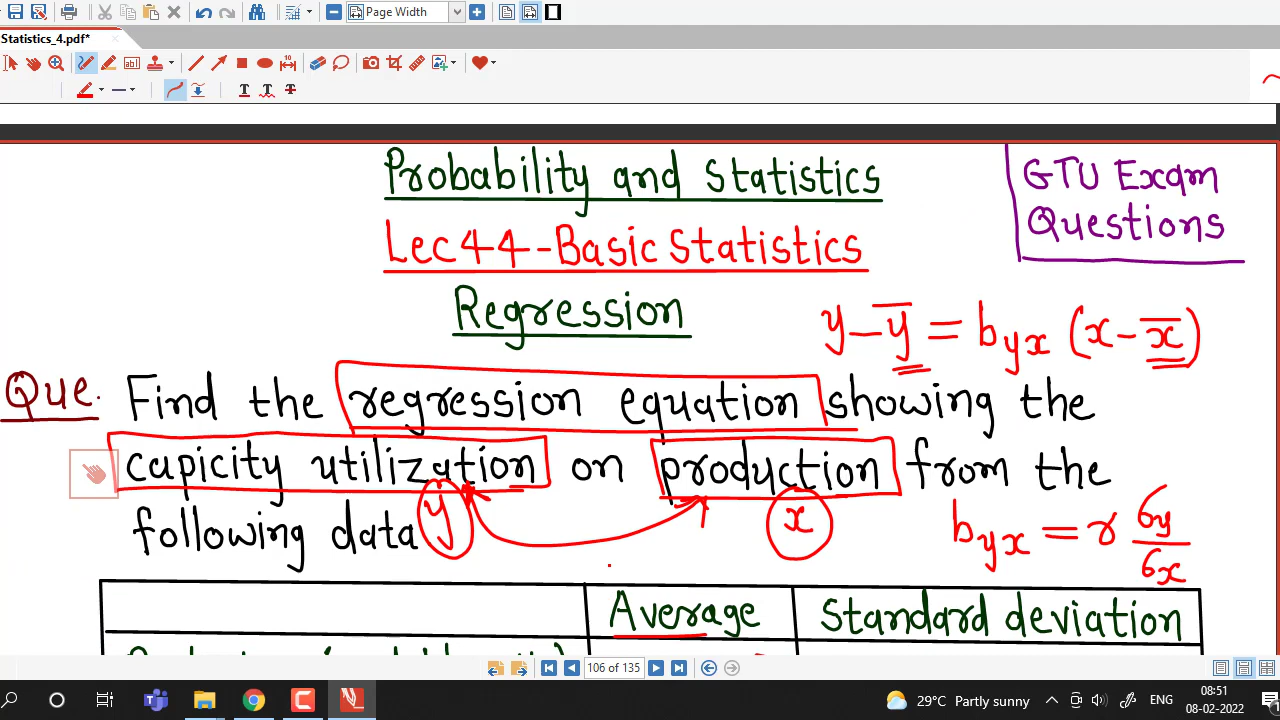 Page Width
Statistics_4.pdf*
Probability and Statistics
GTU Exam
Questions
Lec 44-Basic Statistics
Regression
y - y̅ = byx (x - x̅)
Que. Find the regression equation showing the
capicity utilization on production from the
following data
y
x
byx = r σy/σx
Average
Standard deviation
106 of 135
29°C Partly sunny
ENG
08:51
08-02-2022